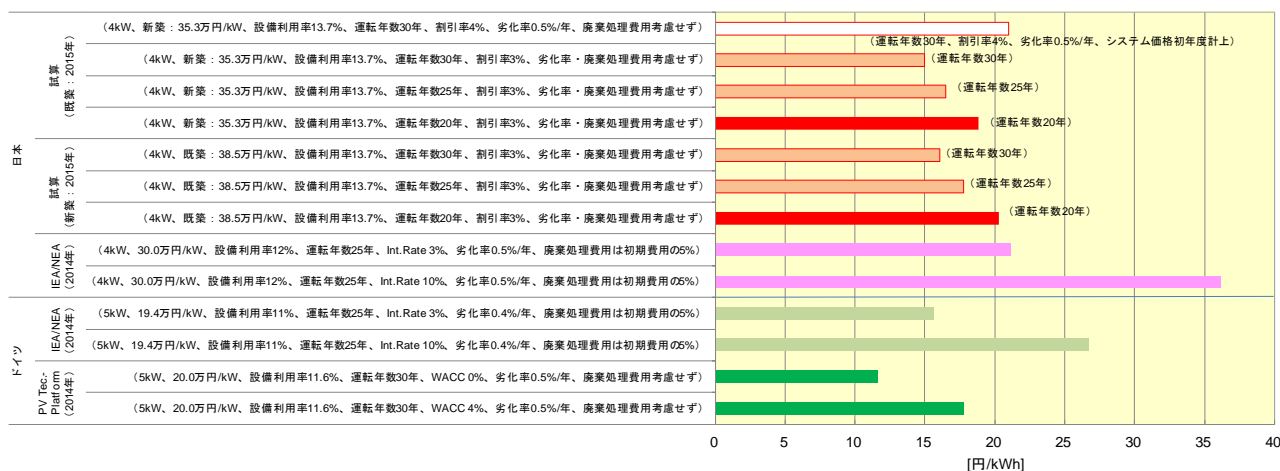 日本
試算
（既築：2015年）
（4kW、新築：35.3万円/kW、設備利用率13.7%、運転年数30年、割引率4%、劣化率0.5%/年、廃棄処理費用考慮せず）
（運転年数30年、割引率4%、劣化率0.5%/年、システム価格初年度計上）
（4kW、新築：35.3万円/kW、設備利用率13.7%、運転年数30年、割引率3%、劣化率・廃棄処理費用考慮せず）
（運転年数30年）
（4kW、新築：35.3万円/kW、設備利用率13.7%、運転年数25年、割引率3%、劣化率・廃棄処理費用考慮せず）
（運転年数25年）
（4kW、新築：35.3万円/kW、設備利用率13.7%、運転年数20年、割引率3%、劣化率・廃棄処理費用考慮せず）
（運転年数20年）
試算
（新築：2015年）
（4kW、既築：38.5万円/kW、設備利用率13.7%、運転年数30年、割引率3%、劣化率・廃棄処理費用考慮せず）
（運転年数30年）
（4kW、既築：38.5万円/kW、設備利用率13.7%、運転年数25年、割引率3%、劣化率・廃棄処理費用考慮せず）
（運転年数25年）
（4kW、既築：38.5万円/kW、設備利用率13.7%、運転年数20年、割引率3%、劣化率・廃棄処理費用考慮せず）
（運転年数20年）
IEA/NEA
（2014年）
（4kW、30.0万円/kW、設備利用率12%、運転年数25年、Int.Rate 3%、劣化率0.5%/年、廃棄処理費用は初期費用の5%）
（4kW、30.0万円/kW、設備利用率12%、運転年数25年、Int.Rate 10%、劣化率0.5%/年、廃棄処理費用は初期費用の5%）
ドイツ
IEA/NEA
（2014年）
（5kW、19.4万円/kW、設備利用率11%、運転年数25年、Int.Rate 3%、劣化率0.4%/年、廃棄処理費用は初期費用の5%）
（5kW、19.4万円/kW、設備利用率11%、運転年数25年、Int.Rate 10%、劣化率0.4%/年、廃棄処理費用は初期費用の5%）
PV Tec.-
Platform
（2014年）
（5kW、20.0万円/kW、設備利用率11.6%、運転年数30年、WACC 0%、劣化率0.5%/年、廃棄処理費用考慮せず）
（5kW、20.0万円/kW、設備利用率11.6%、運転年数30年、WACC 4%、劣化率0.5%/年、廃棄処理費用考慮せず）
0 5 10 15 20 25 30 35 40
[円/kWh]